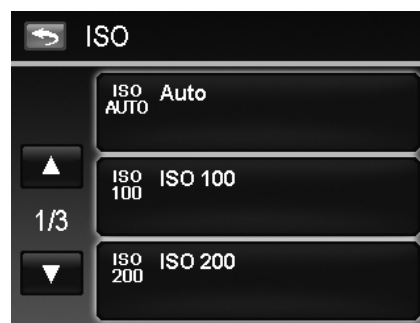 ISO
ISO AUTO Auto
ISO 100 ISO 100
1/3
ISO 200 ISO 200